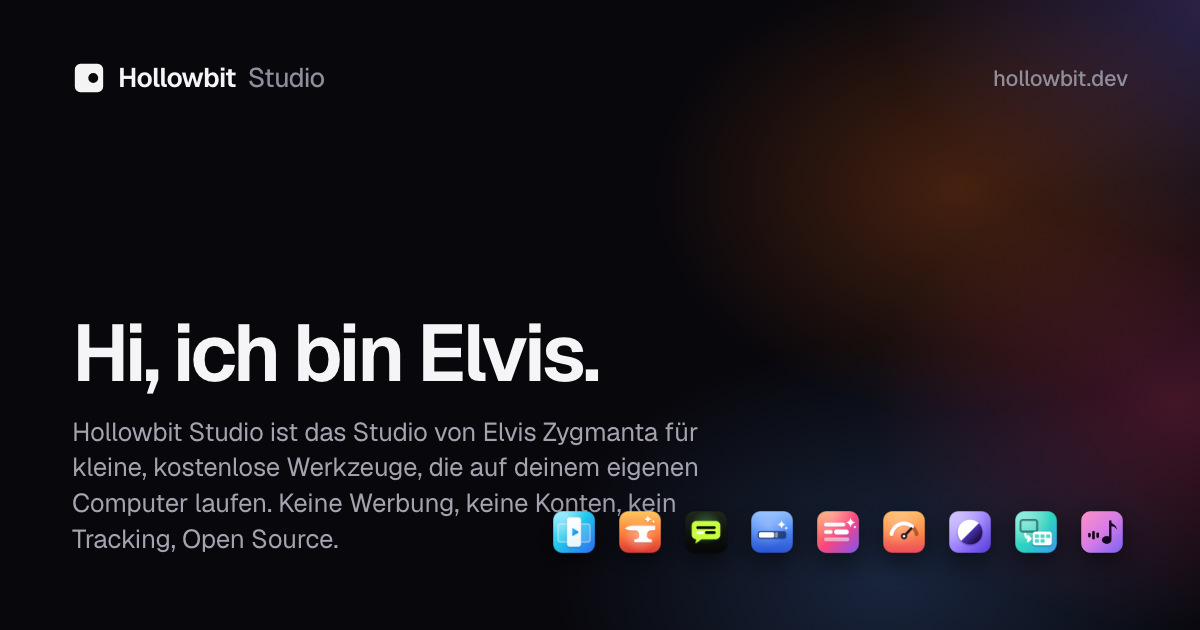 Hollowbit Studio
hollowbit.dev
Hi, ich bin Elvis.
Hollowbit Studio ist das Studio von Elvis Zygmanta für
kleine, kostenlose Werkzeuge, die auf deinem eigenen
Computer laufen. Keine Werbung, keine Konten, kein
Tracking, Open Source.